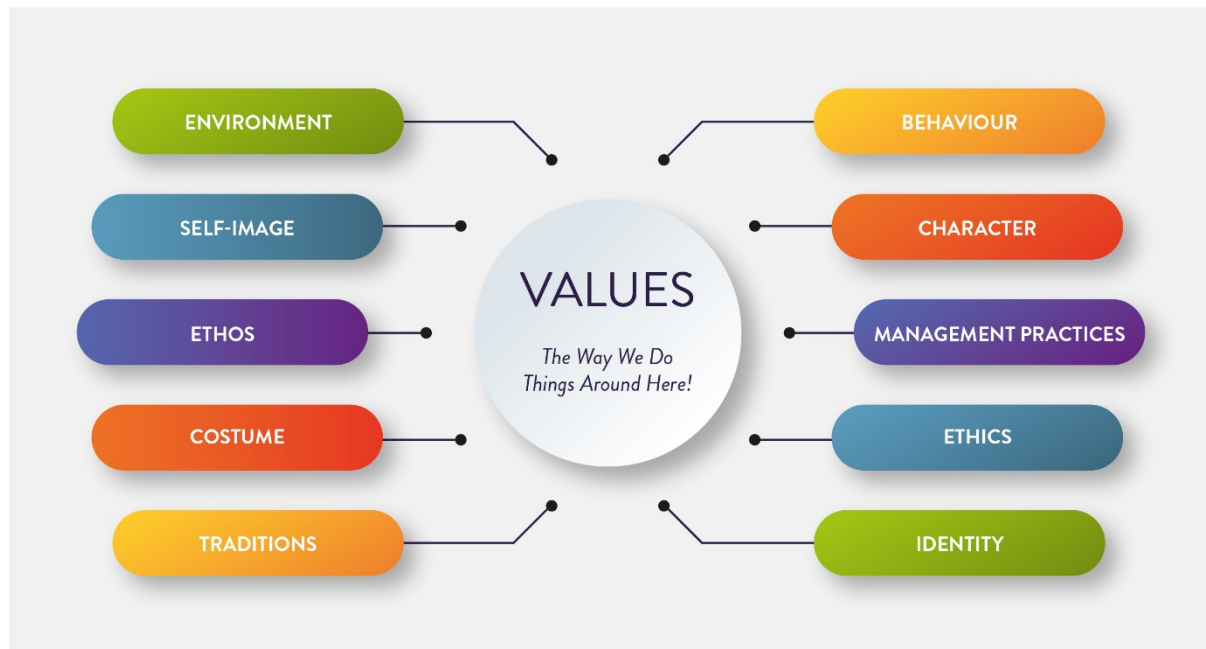 ENVIRONMENT
SELF-IMAGE
ETHOS
COSTUME
TRADITIONS
VALUES
The Way We Do
Things Around Here!
BEHAVIOUR
CHARACTER
MANAGEMENT PRACTICES
ETHICS
IDENTITY